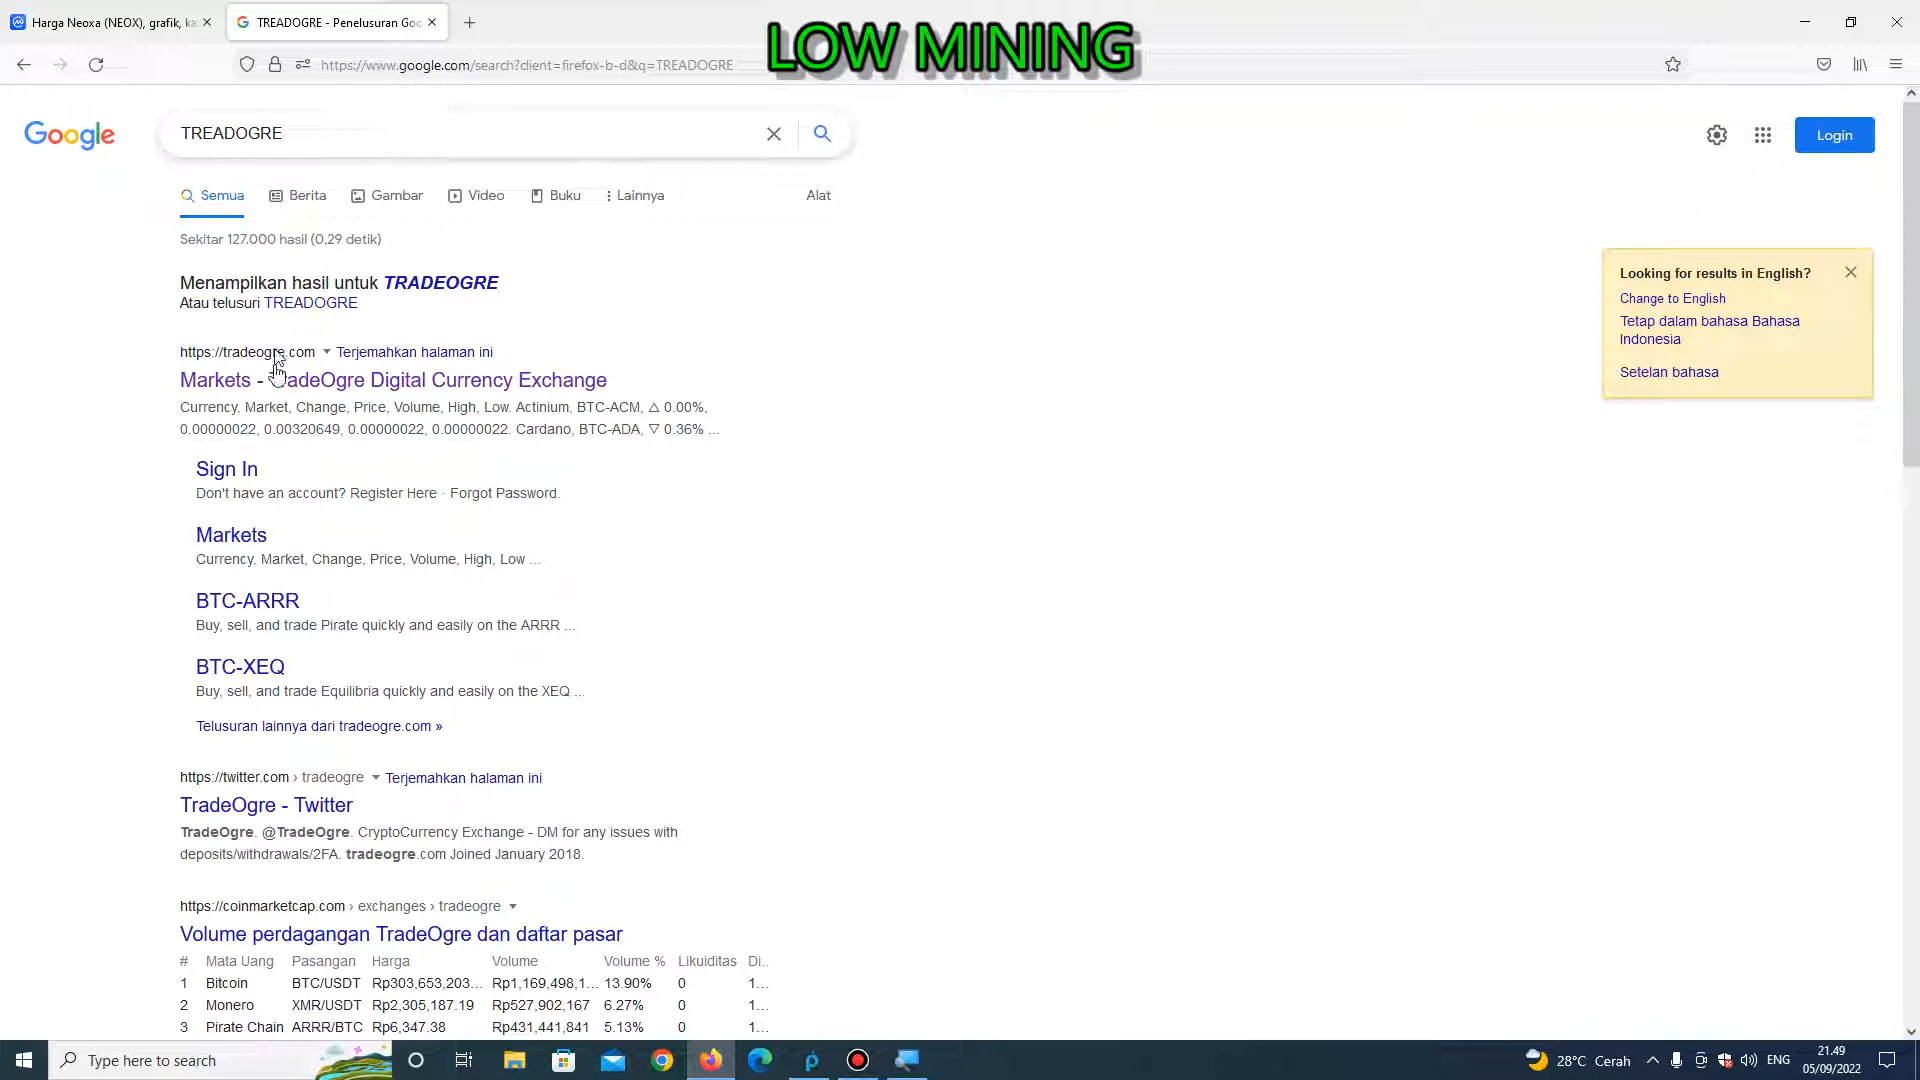 Harga Neoxa (NEOX), grafik, ka
TREADOGRE - Penelusuran Goo
LOW MINING
https://www.google.com/search?client=firefox-b-d&q=TREADOGRE
Google
TREADOGRE
Login
Semua
Berita
Gambar
Video
Buku
Lainnya
Alat
Sekitar 127.000 hasil (0,29 detik)
Menampilkan hasil untuk TRADEOGRE
Atau telusuri TREADOGRE
Looking for results in English?
Change to English
Tetap dalam bahasa Bahasa
Indonesia
Setelan bahasa
https://tradeogre.com Terjemahkan halaman ini
Markets - TradeOgre Digital Currency Exchange
Currency, Market, Change, Price, Volume, High, Low. Actinium, BTC-ACM, △ 0.00%,
0.00000022, 0.00320649, 0.00000022, 0.00000022. Cardano, BTC-ADA, ▽ 0.36% ...
Sign In
Don't have an account? Register Here · Forgot Password.
Markets
Currency, Market, Change, Price, Volume, High, Low ...
BTC-ARRR
Buy, sell, and trade Pirate quickly and easily on the ARRR ...
BTC-XEQ
Buy, sell, and trade Equilibria quickly and easily on the XEQ ...
Telusuran lainnya dari tradeogre.com »
https://twitter.com › tradeogre Terjemahkan halaman ini
TradeOgre - Twitter
TradeOgre. @TradeOgre. CryptoCurrency Exchange - DM for any issues with
deposits/withdrawals/2FA. tradeogre.com Joined January 2018.
https://coinmarketcap.com › exchanges › tradeogre
Volume perdagangan TradeOgre dan daftar pasar
# Mata Uang Pasangan Harga Volume Volume % Likuiditas Di...
1 Bitcoin BTC/USDT Rp303,653,203... Rp1,169,498,1... 13.90% 0 1...
2 Monero XMR/USDT Rp2,305,187.19 Rp527,902,167 6.27% 0 1...
3 Pirate Chain ARRR/BTC Rp6,347.38 Rp431,441,841 5.13% 0 1...
Type here to search
28°C Cerah
ENG
21.49
05/09/2022